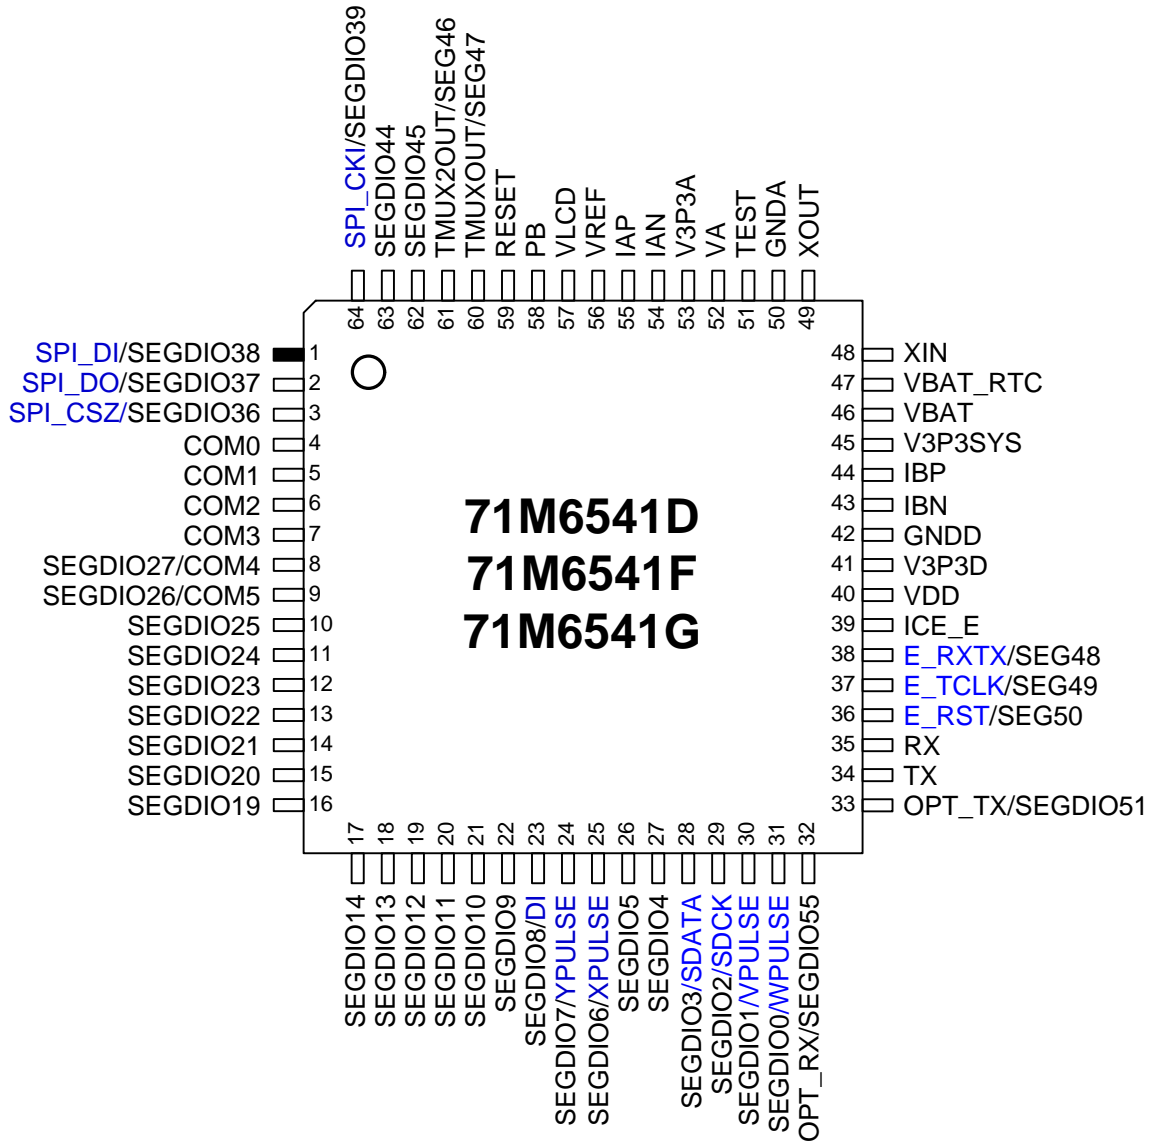 SPI_CKI/SEGDIO39
SEGDIO44
SEGDIO45
TMUX2OUT/SEG46
TMUXOUT/SEG47
RESET
PB
VLCD
VREF
IAP
IAN
V3P3A
VA
TEST
GNDA
XOUT
64 63 62 61 60 59 58 57 56 55 54 53 52 51 50 49
SPI_DI/SEGDIO38 1
SPI_DO/SEGDIO37 2
SPI_CSZ/SEGDIO36 3
COM0 4
COM1 5
COM2 6
COM3 7
SEGDIO27/COM4 8
SEGDIO26/COM5 9
SEGDIO25 10
SEGDIO24 11
SEGDIO23 12
SEGDIO22 13
SEGDIO21 14
SEGDIO20 15
SEGDIO19 16
71M6541D
71M6541F
71M6541G
48 XIN
47 VBAT_RTC
46 VBAT
45 V3P3SYS
44 IBP
43 IBN
42 GNDD
41 V3P3D
40 VDD
39 ICE_E
38 E_RXTX/SEG48
37 E_TCLK/SEG49
36 E_RST/SEG50
35 RX
34 TX
33 OPT_TX/SEGDIO51
17 18 19 20 21 22 23 24 25 26 27 28 29 30 31 32
SEGDIO14
SEGDIO13
SEGDIO12
SEGDIO11
SEGDIO10
SEGDIO9
SEGDIO8/DI
SEGDIO7/YPULSE
SEGDIO6/XPULSE
SEGDIO5
SEGDIO4
SEGDIO3/SDATA
SEGDIO2/SDCK
SEGDIO1/VPULSE
SEGDIO0/WPULSE
OPT_RX/SEGDIO55